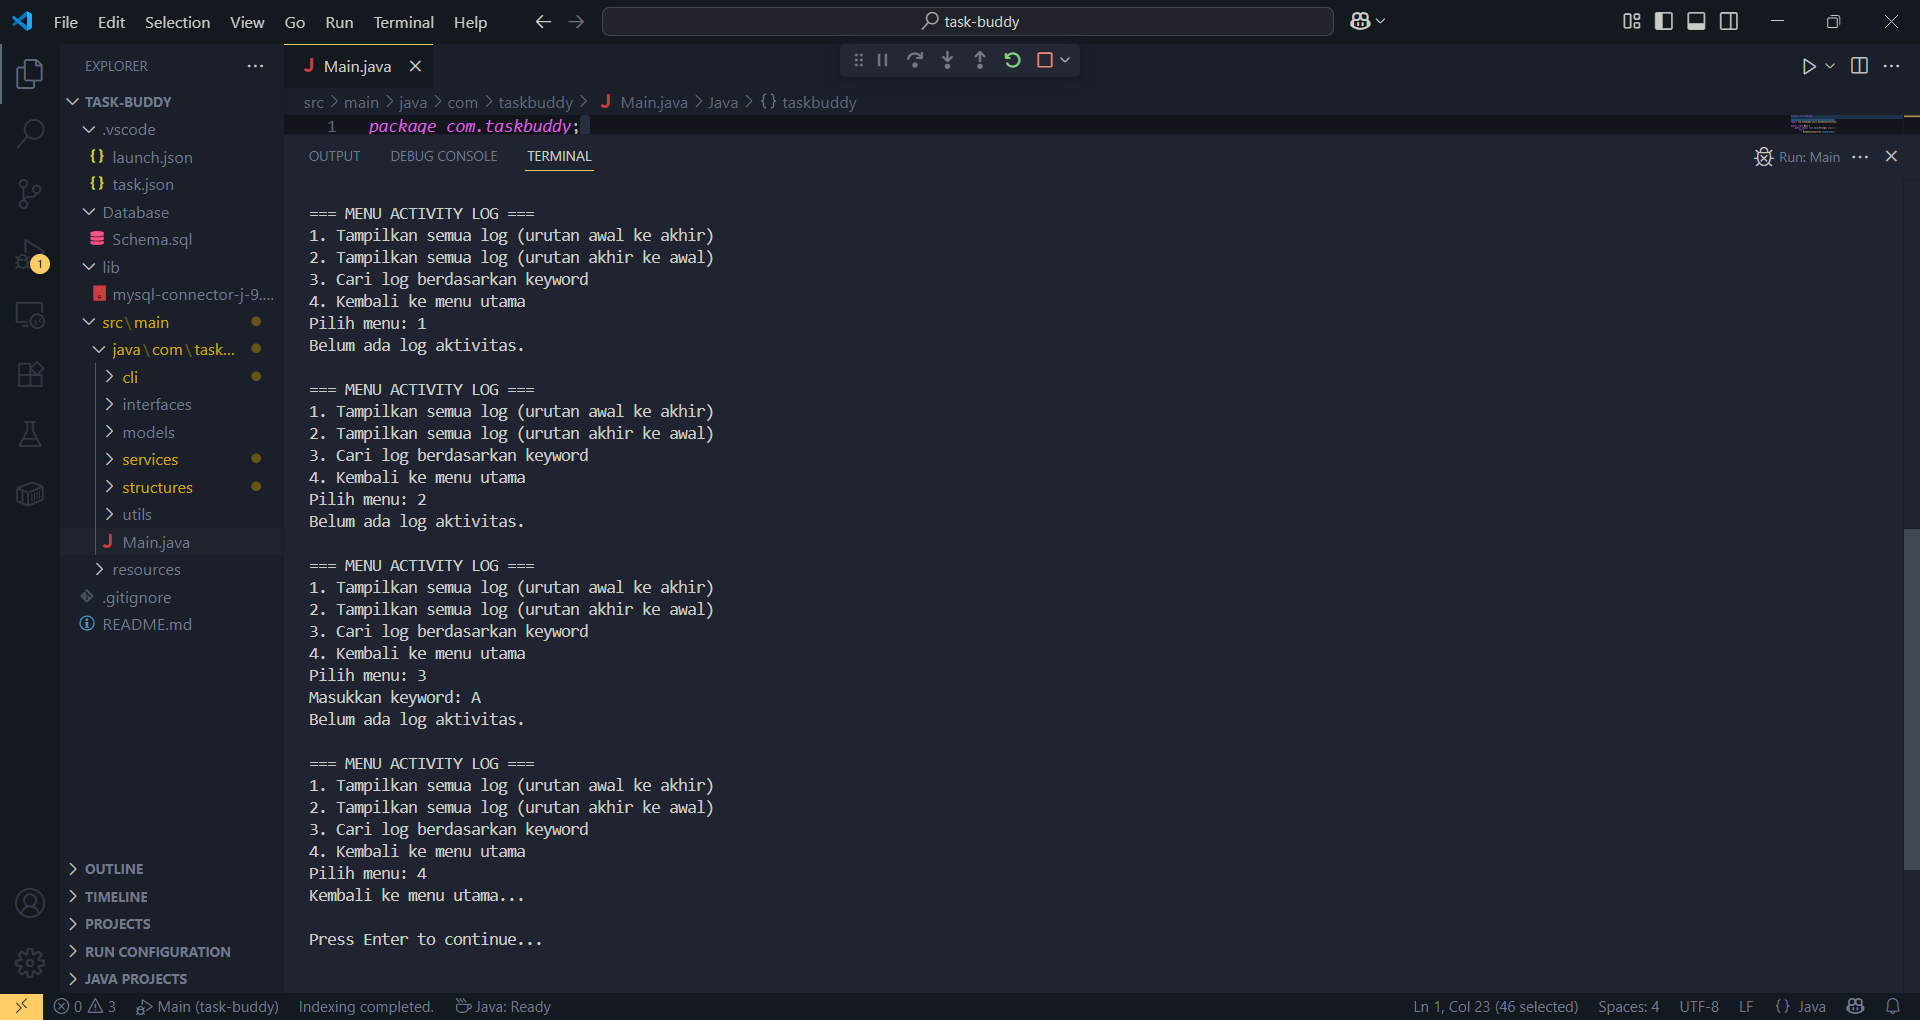 File Edit Selection View Go Run Terminal Help
task-buddy
EXPLORER
TASK-BUDDY
.vscode
{} launch.json
{} task.json
Database
Schema.sql
lib
mysql-connector-j-9....
src\main
java\com\task...
cli
interfaces
models
services
structures
utils
J Main.java
resources
.gitignore
README.md
OUTLINE
TIMELINE
PROJECTS
RUN CONFIGURATION
JAVA PROJECTS
1
J Main.java
src > main > java > com > taskbuddy > J Main.java > Java > {} taskbuddy
1 package com.taskbuddy;
OUTPUT DEBUG CONSOLE TERMINAL
Run: Main
=== MENU ACTIVITY LOG ===
1. Tampilkan semua log (urutan awal ke akhir)
2. Tampilkan semua log (urutan akhir ke awal)
3. Cari log berdasarkan keyword
4. Kembali ke menu utama
Pilih menu: 1
Belum ada log aktivitas.
=== MENU ACTIVITY LOG ===
1. Tampilkan semua log (urutan awal ke akhir)
2. Tampilkan semua log (urutan akhir ke awal)
3. Cari log berdasarkan keyword
4. Kembali ke menu utama
Pilih menu: 2
Belum ada log aktivitas.
=== MENU ACTIVITY LOG ===
1. Tampilkan semua log (urutan awal ke akhir)
2. Tampilkan semua log (urutan akhir ke awal)
3. Cari log berdasarkan keyword
4. Kembali ke menu utama
Pilih menu: 3
Masukkan keyword: A
Belum ada log aktivitas.
=== MENU ACTIVITY LOG ===
1. Tampilkan semua log (urutan awal ke akhir)
2. Tampilkan semua log (urutan akhir ke awal)
3. Cari log berdasarkan keyword
4. Kembali ke menu utama
Pilih menu: 4
Kembali ke menu utama...
Press Enter to continue...
0 3 Main (task-buddy) Indexing completed. Java: Ready
Ln 1, Col 23 (46 selected) Spaces: 4 UTF-8 LF {} Java